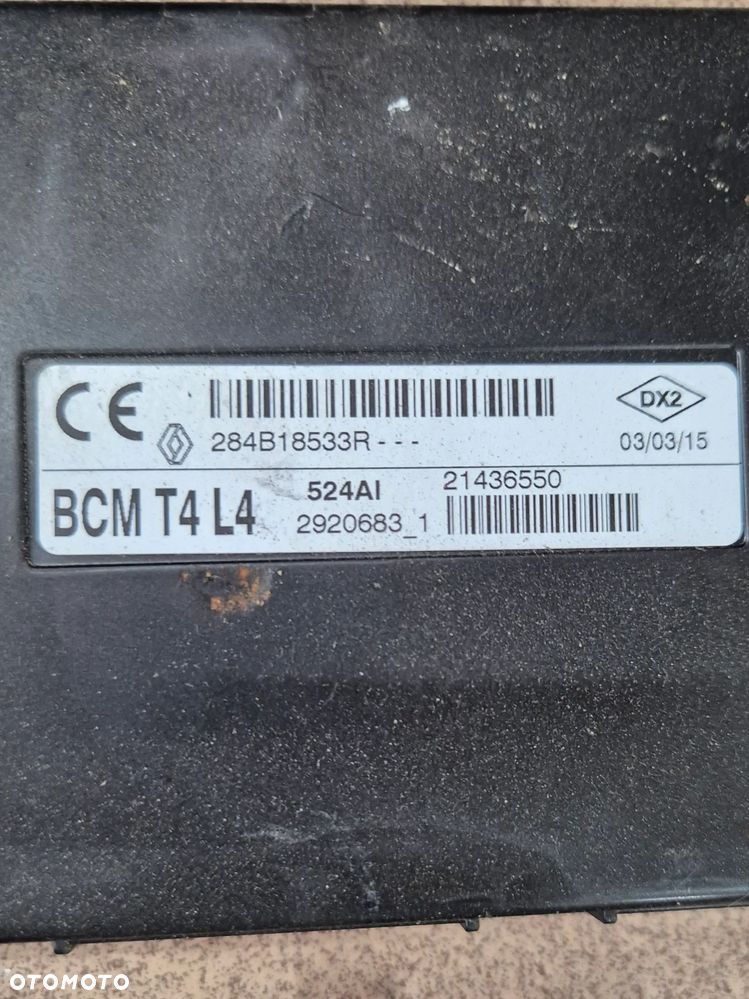 CE
284B18533R - - -
DX2
03/03/15
BCM T4 L4
524AI
21436550
2920683_1
OTOMOTO